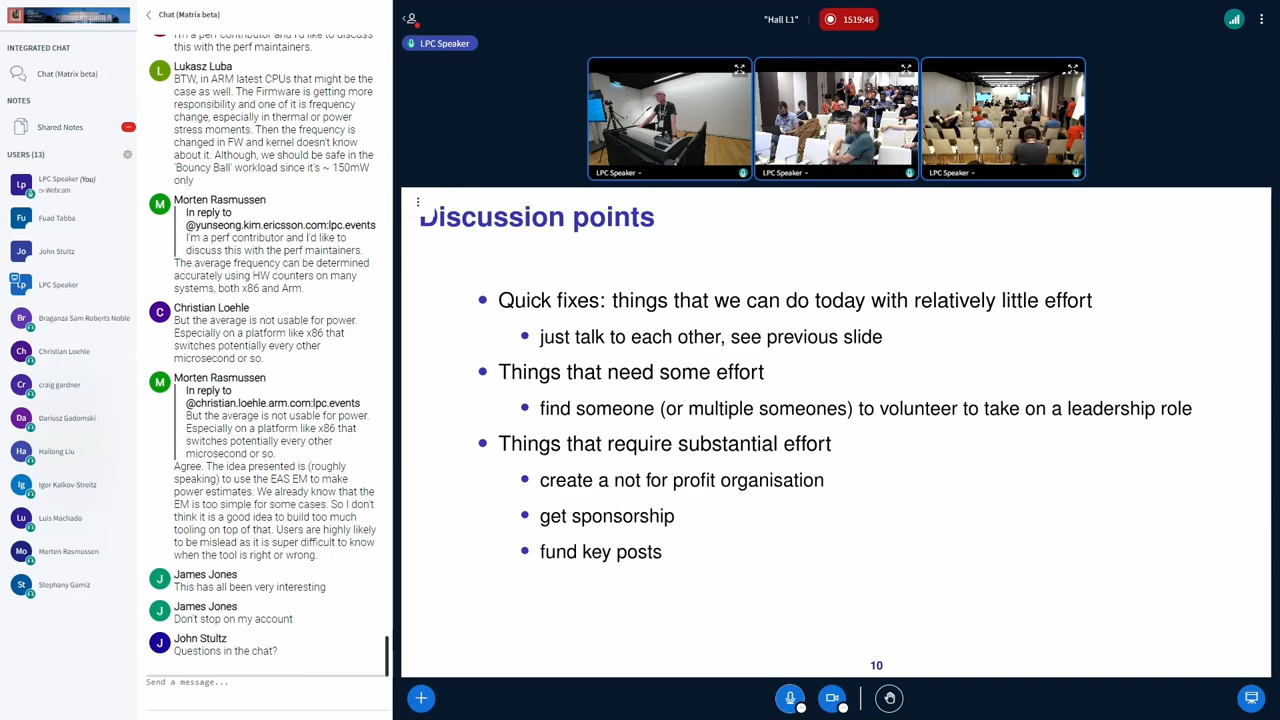 INTEGRATED CHAT
Chat (Matrix beta)
NOTES
Shared Notes
USERS (13)
Lp
LPC Speaker (You)
Webcam
Fu
Fuad Tabba
Jo
John Stultz
Lp
LPC Speaker
Br
Braganza Sam Roberts Noble
Ch
Christian Loehle
Cr
craig gardner
Da
Dariusz Gadomski
Ha
Hailong Liu
Ig
Igor Kalkov-Streitz
Lu
Luis Machado
Mo
Morten Rasmussen
St
Stephany Gamiz
Chat (Matrix beta)
I'm a perf contributor and I'd like to discuss
this with the perf maintainers.
L
Lukasz Luba
BTW, in ARM latest CPUs that might be the
case as well. The Firmware is getting more
responsibility and one of it is frequency
change, especially in thermal or power
stress moments. Then the frequency is
changed in FW and kernel doesn't know
about it. Although, we should be safe in the
'Bouncy Ball' workload since it's ~ 150mW
only
M
Morten Rasmussen
In reply to
@yunseong.kim.ericsson.com:lpc.events
I'm a perf contributor and I'd like to
discuss this with the perf maintainers.
The average frequency can be determined
accurately using HW counters on many
systems, both x86 and Arm.
C
Christian Loehle
But the average is not usable for power.
Especially on a platform like x86 that
switches potentially every other
microsecond or so.
M
Morten Rasmussen
In reply to
@christian.loehle.arm.com:lpc.events
But the average is not usable for power.
Especially on a platform like x86 that
switches potentially every other
microsecond or so.
Agree. The idea presented is (roughly
speaking) to use the EAS EM to make
power estimates. We already know that the
EM is too simple for some cases. So I don't
think it is a good idea to build too much
tooling on top of that. Users are highly likely
to be mislead as it is super difficult to know
when the tool is right or wrong.
J
James Jones
This has all been very interesting
J
James Jones
Don't stop on my account
J
John Stultz
Questions in the chat?
Send a message...
"Hall L1"
1519:46
LPC Speaker
LPC Speaker
LPC Speaker
LPC Speaker
Discussion points
Quick fixes: things that we can do today with relatively little effort
just talk to each other, see previous slide
Things that need some effort
find someone (or multiple someones) to volunteer to take on a leadership role
Things that require substantial effort
create a not for profit organisation
get sponsorship
fund key posts
10